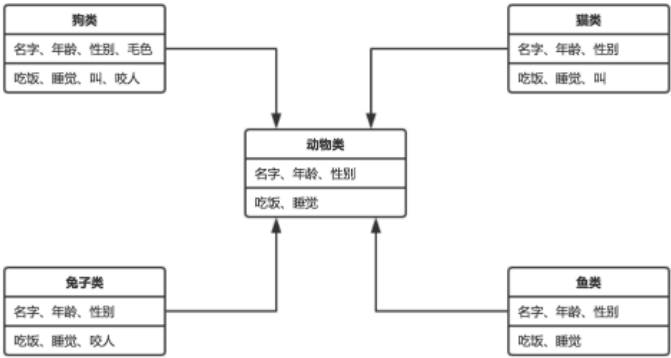 狗类
名字、年龄、性别、毛色
吃饭、睡觉、叫、咬人
猫类
名字、年龄、性别
吃饭、睡觉、叫
动物类
名字、年龄、性别
吃饭、睡觉
兔子类
名字、年龄、性别
吃饭、睡觉、咬人
鱼类
名字、年龄、性别
吃饭、睡觉